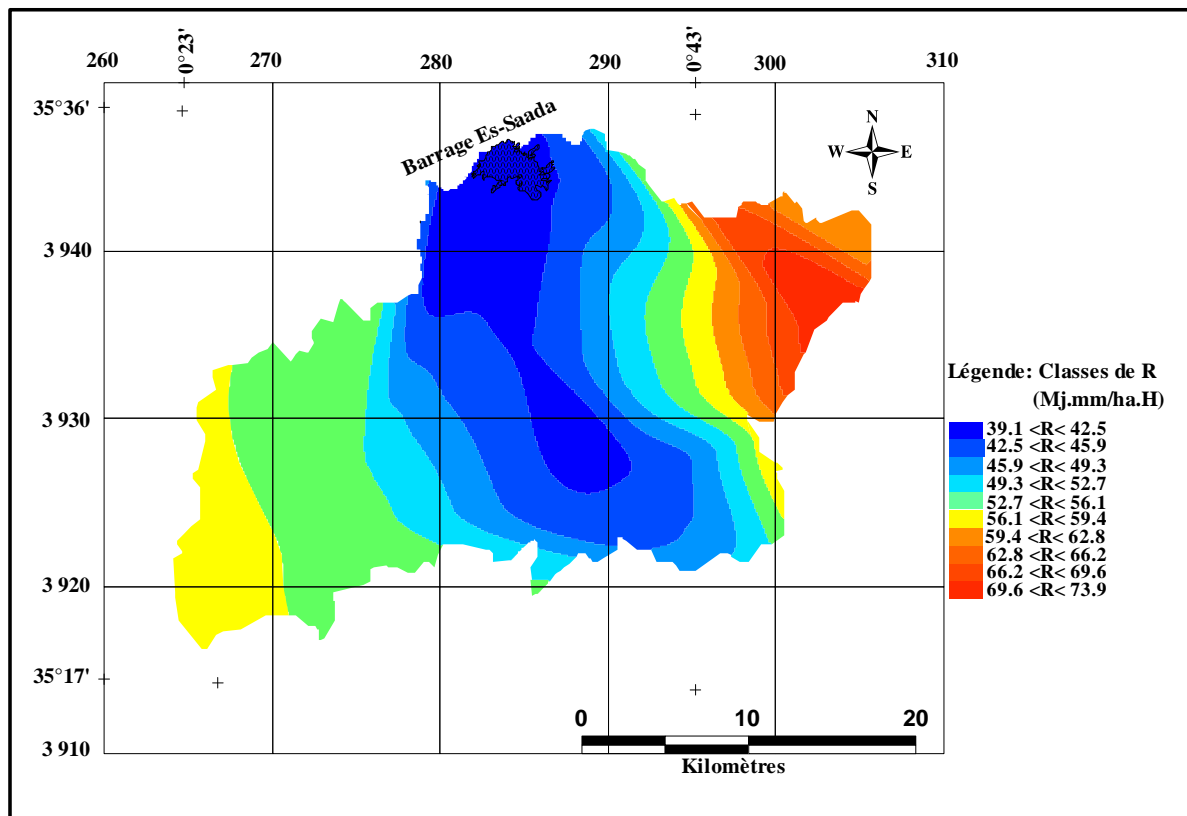 260
0°23'
270
280
290
0°43'
300
310
35°36'
Barrage Es-Saada
N
W
E
S
3 940
3 930
3 920
35°17'
3 910
Légende: Classes de R
(Mj.mm/ha.H)
39.1 <R< 42.5
42.5 <R< 45.9
45.9 <R< 49.3
49.3 <R< 52.7
52.7 <R< 56.1
56.1 <R< 59.4
59.4 <R< 62.8
62.8 <R< 66.2
66.2 <R< 69.6
69.6 <R< 73.9
0 10 20
Kilomètres